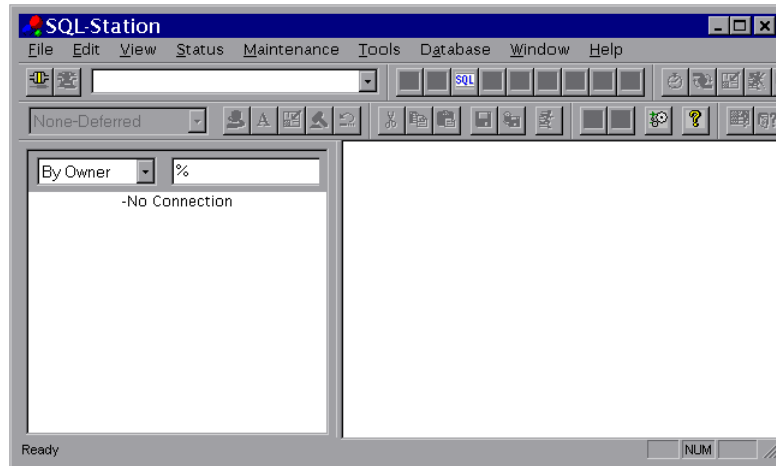 SQL-Station
File Edit View Status Maintenance Tools Database Window Help
SQL
None-Deferred A ?
By Owner %
-No Connection
Ready NUM